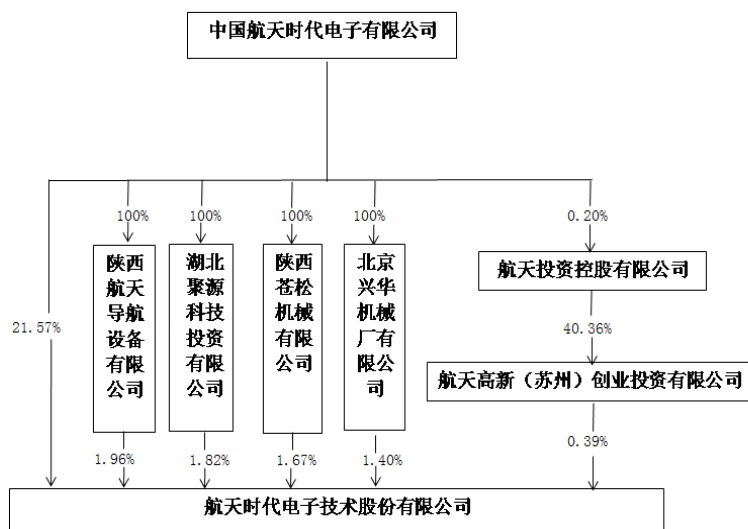 中国航天时代电子有限公司
100%
100%
100%
100%
0.20%
陕西
航天
导航
设备
有限
公司
湖北
聚源
科技
投资
有限
公司
陕西
苍松
机械
有限
公司
北京
兴华
机械
厂有
限公
司
航天投资控股有限公司
21.57%
40.36%
航天高新（苏州）创业投资有限公司
1.96%
1.82%
1.67%
1.40%
0.39%
航天时代电子技术股份有限公司